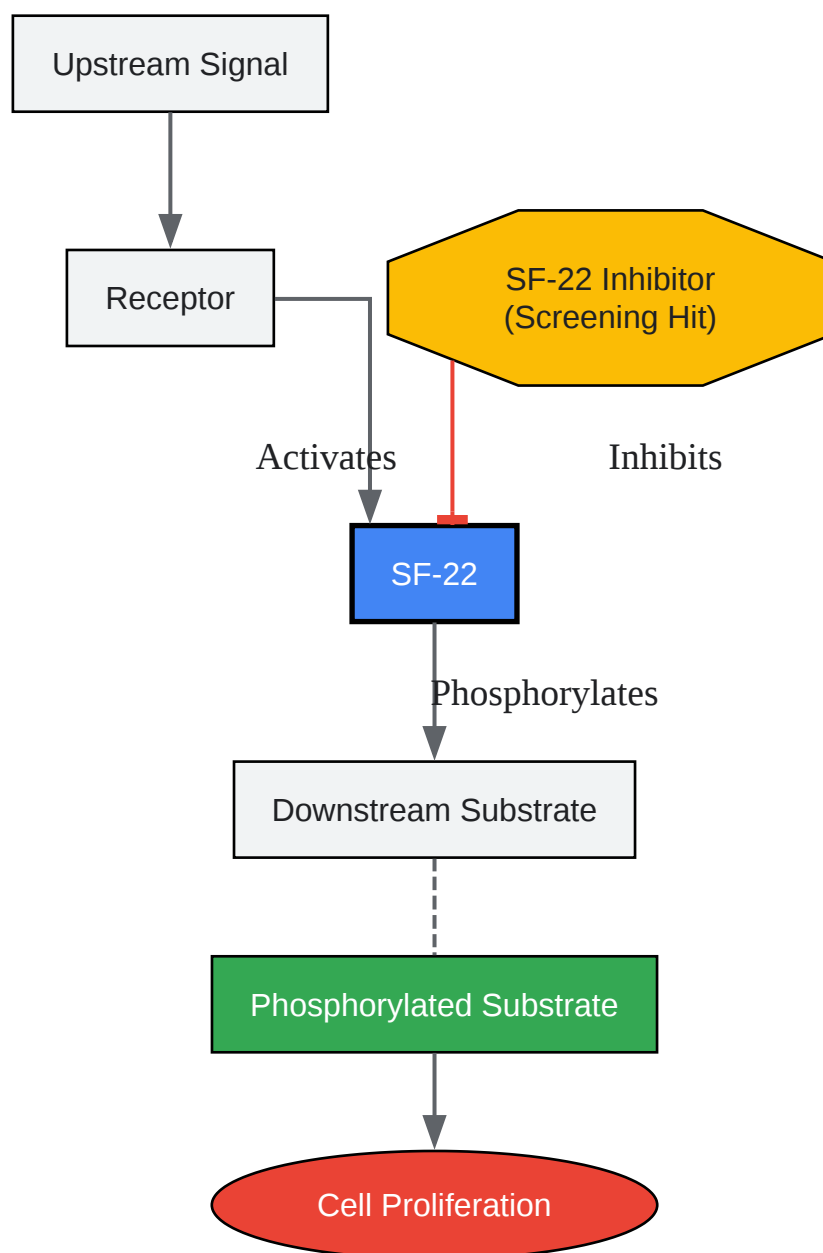 Upstream Signal
SF-22 Inhibitor
(Screening Hit)
Receptor
Activates
Inhibits
SF-22
Phosphorylates
Downstream Substrate
Phosphorylated Substrate
Cell Proliferation